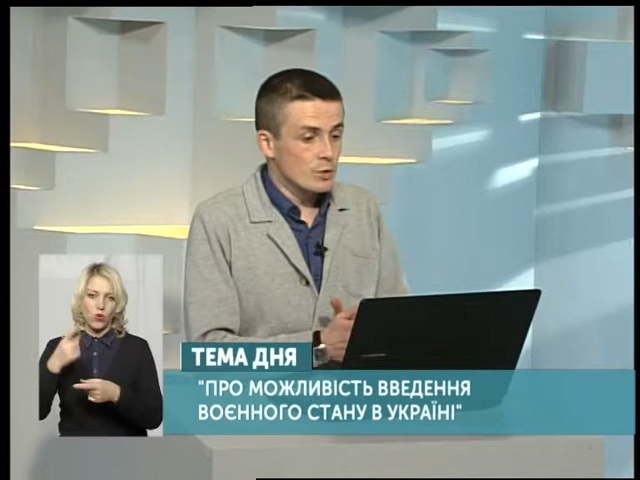 ТЕМА ДНЯ
"ПРО МОЖЛИВІСТЬ ВВЕДЕННЯ
ВОЄННОГО СТАНУ В УКРАЇНІ"